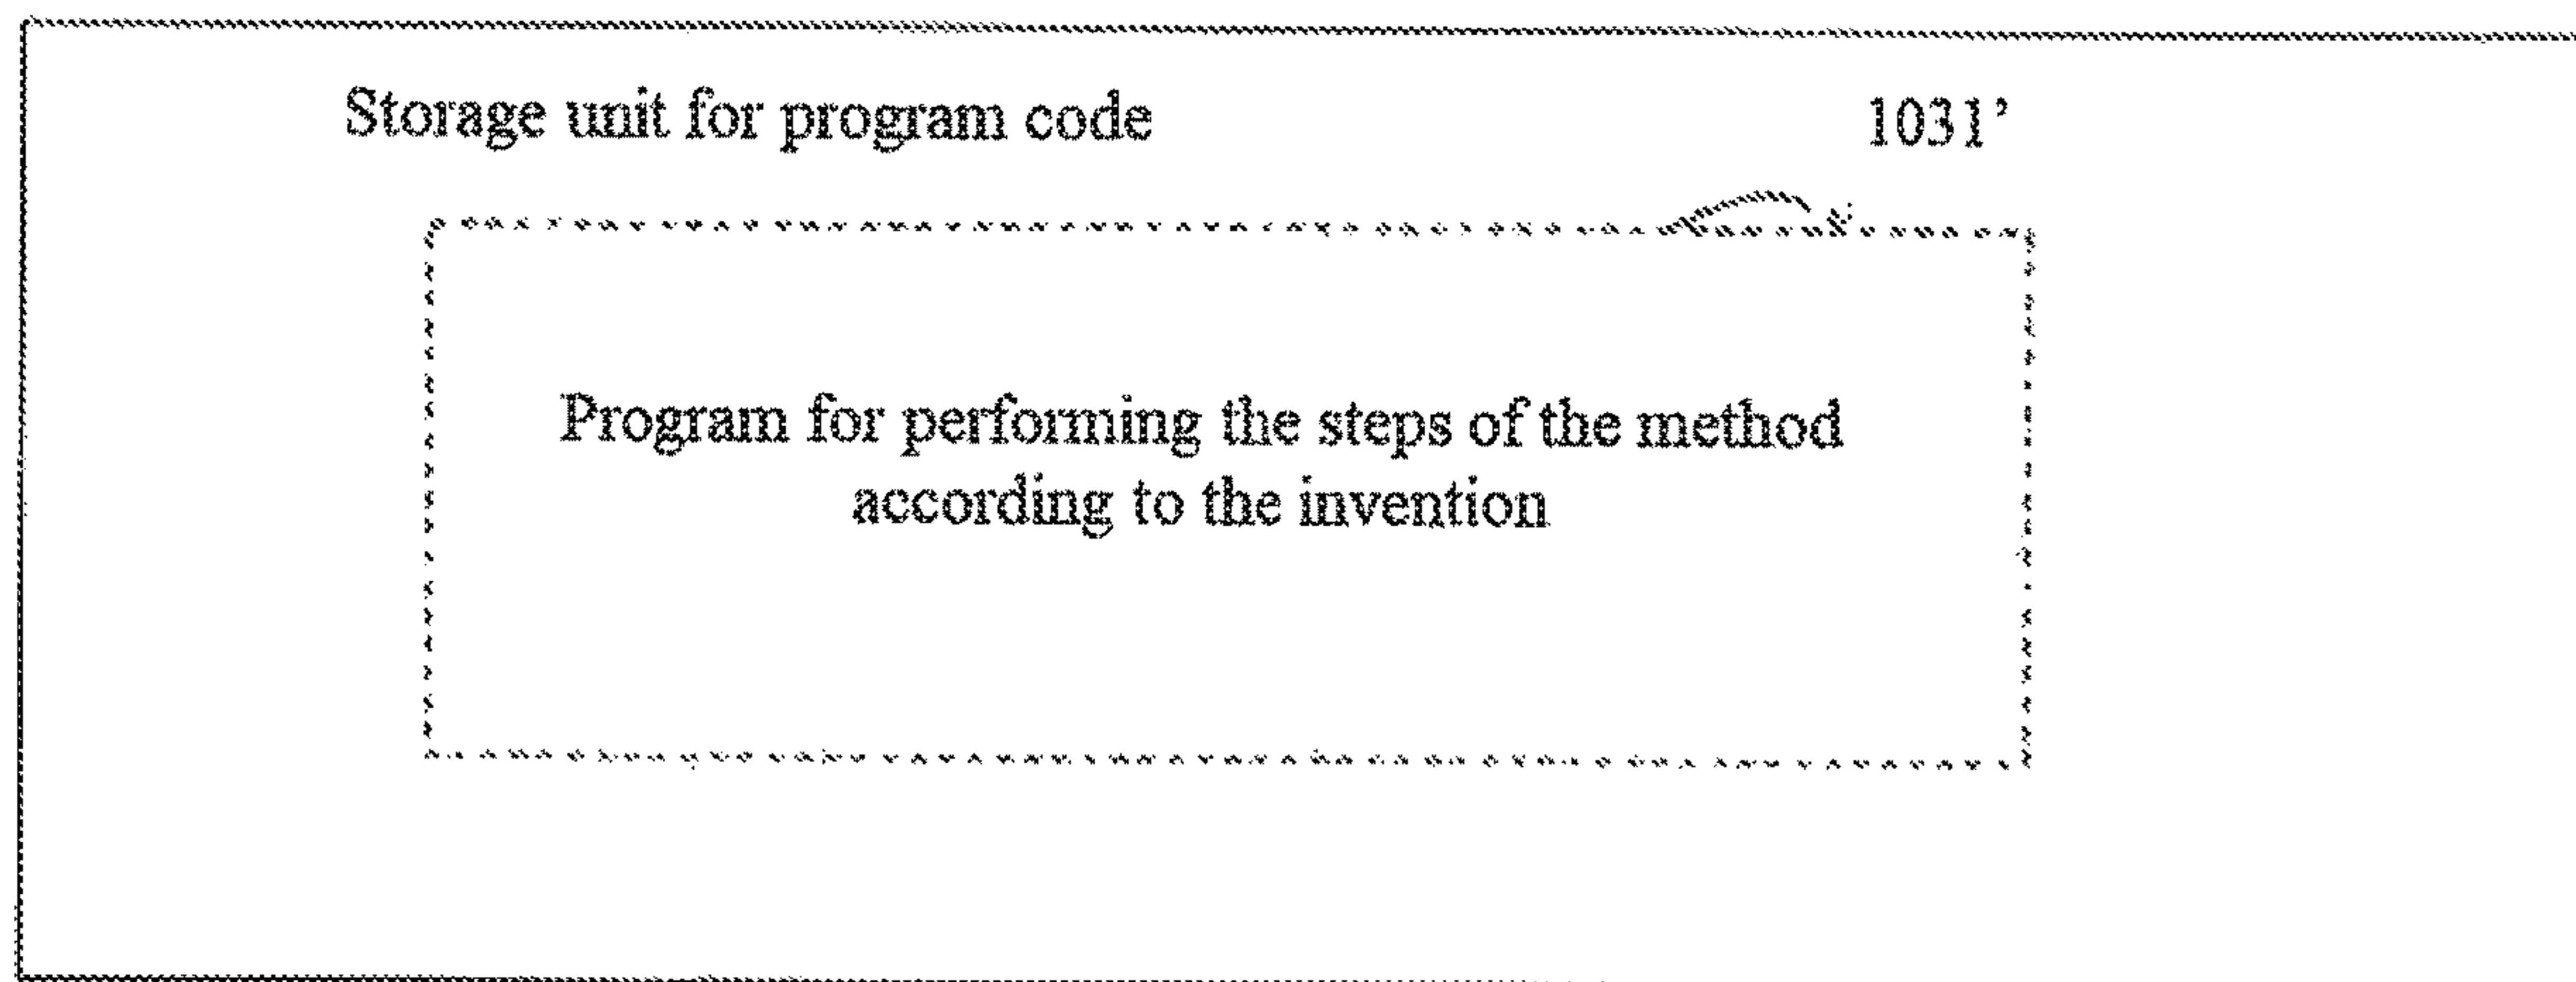 Storage unit for program code
1031’
Program for performing the steps of the method
according to the invention